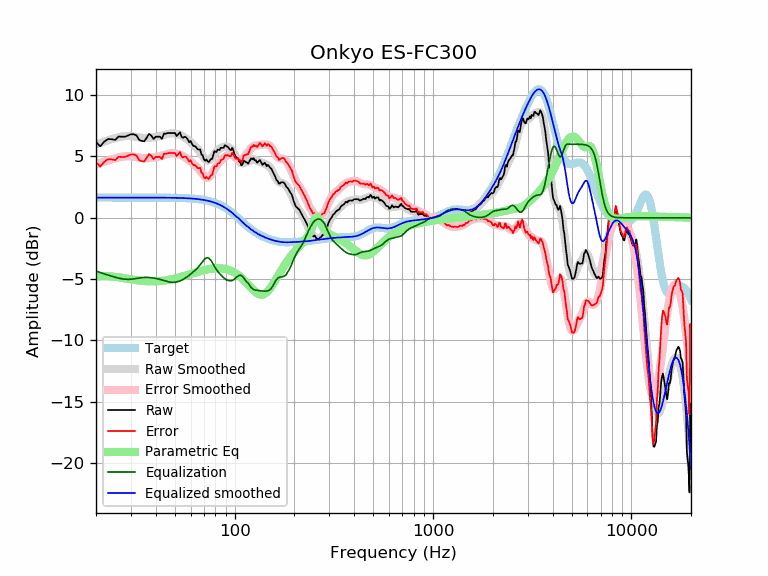 Onkyo ES-FC300
10
5
0
−5
−10
−15
−20
Amplitude (dBr)
Target
Raw Smoothed
Error Smoothed
Raw
Error
Parametric Eq
Equalization
Equalized smoothed
100
1000
10000
Frequency (Hz)